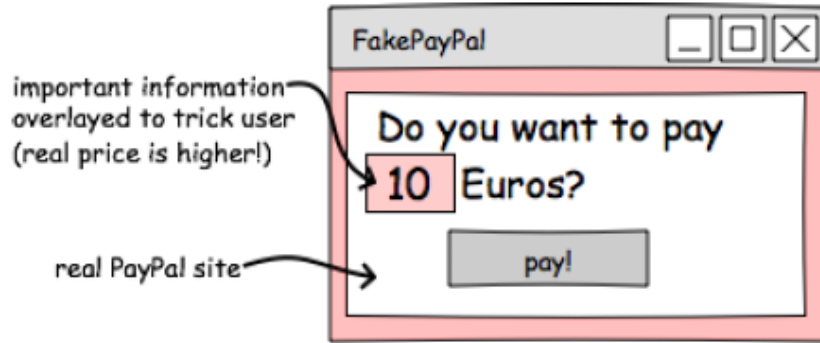 FakePayPal
important information
overlayed to trick user
(real price is higher!)
Do you want to pay
10 Euros?
real PayPal site
pay!